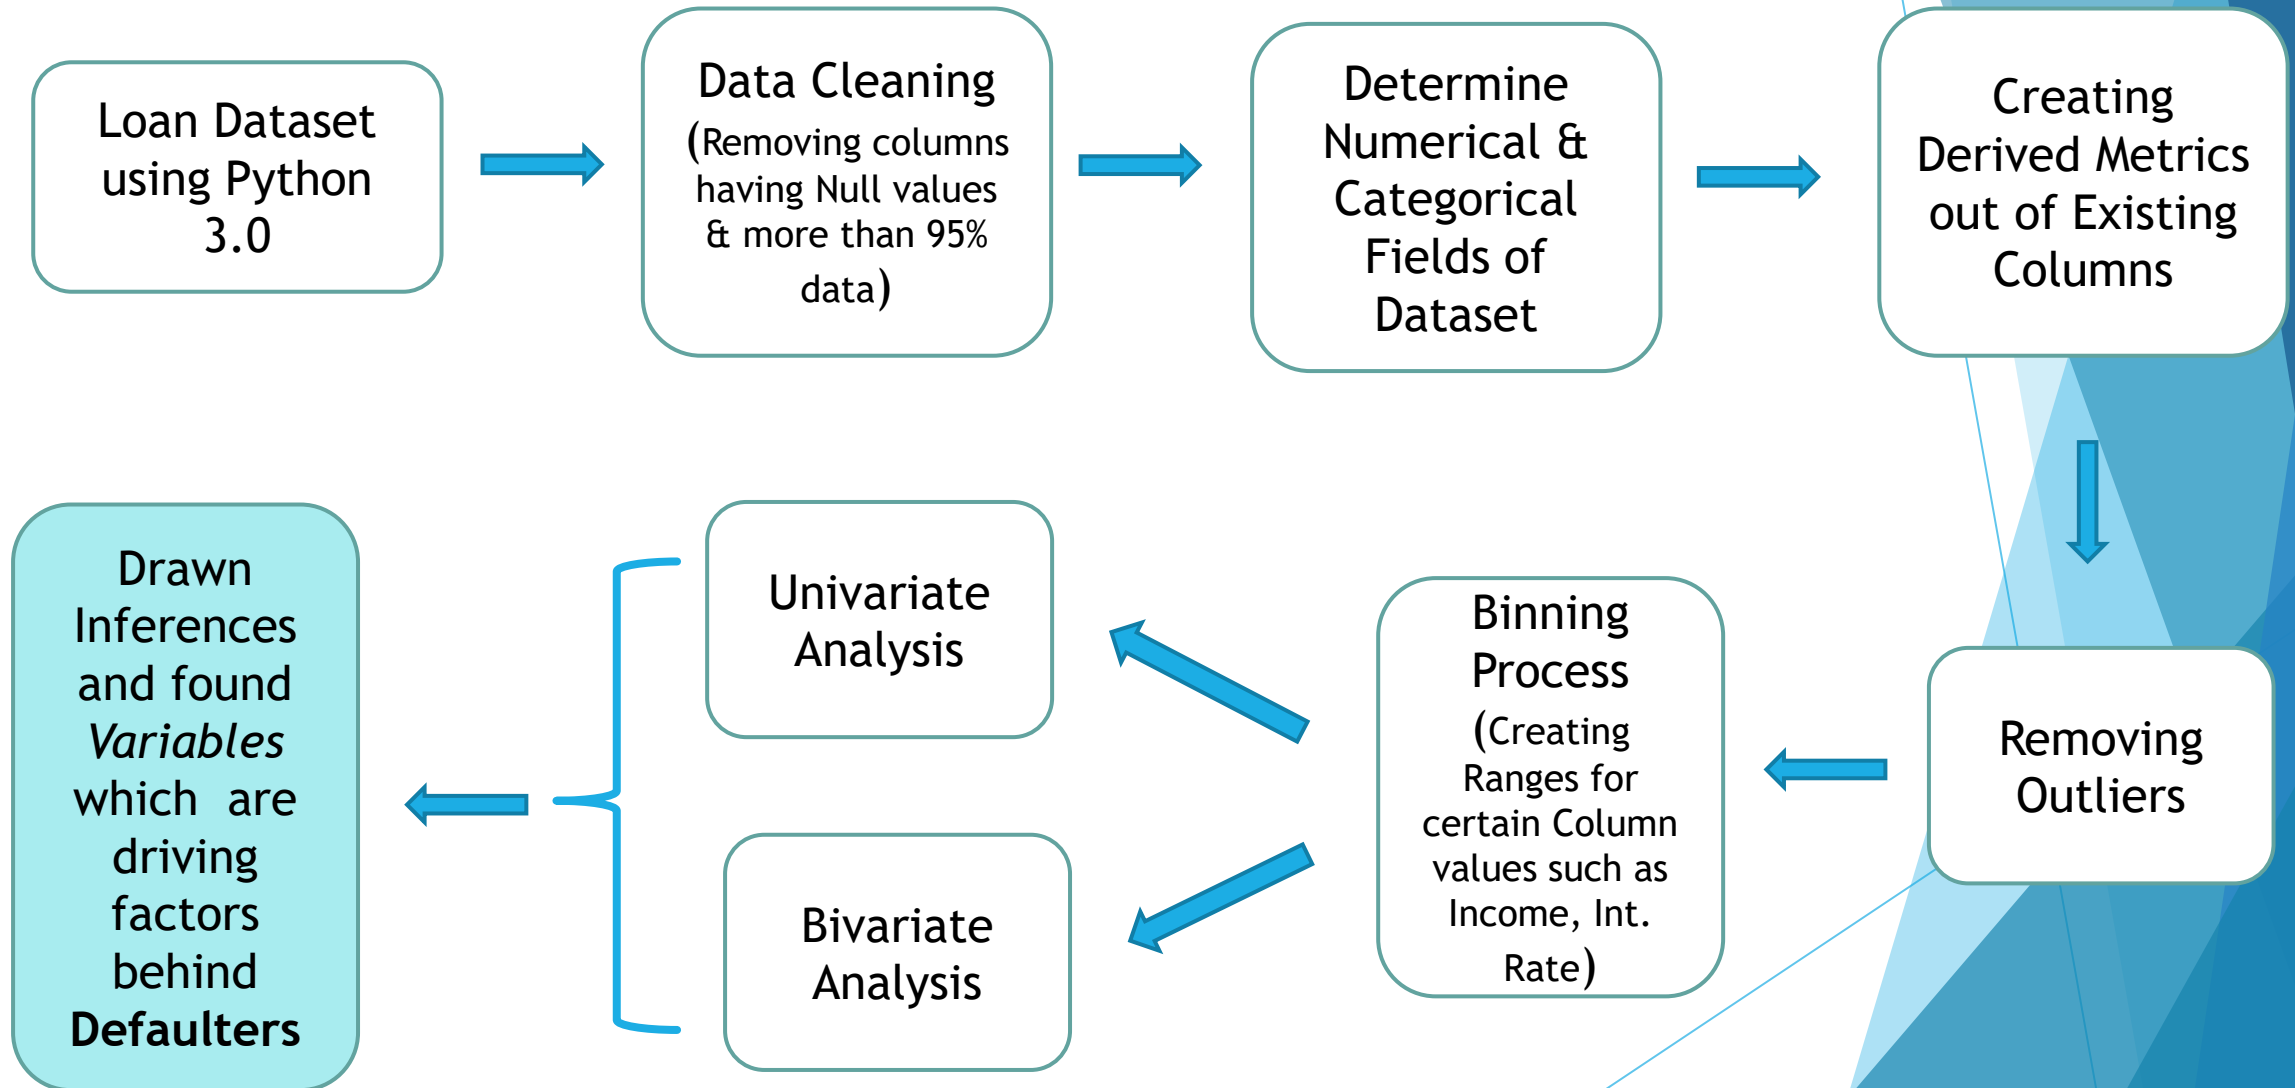 Loan Dataset
using Python
3.0
Data Cleaning
(Removing columns
having Null values
& more than 95%
data)
Determine
Numerical &
Categorical
Fields of
Dataset
Creating
Derived Metrics
out of Existing
Columns
Removing
Outliers
Binning
Process
(Creating
Ranges for
certain Column
values such as
Income, Int.
Rate)
Univariate
Analysis
Bivariate
Analysis
Drawn
Inferences
and found
Variables
which are
driving
factors
behind
Defaulters